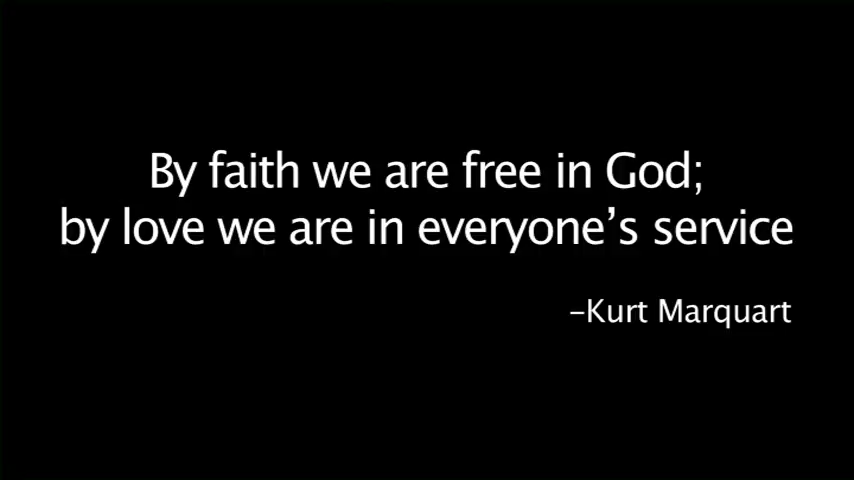 By faith we are free in God;
by love we are in everyone’s service
–Kurt Marquart